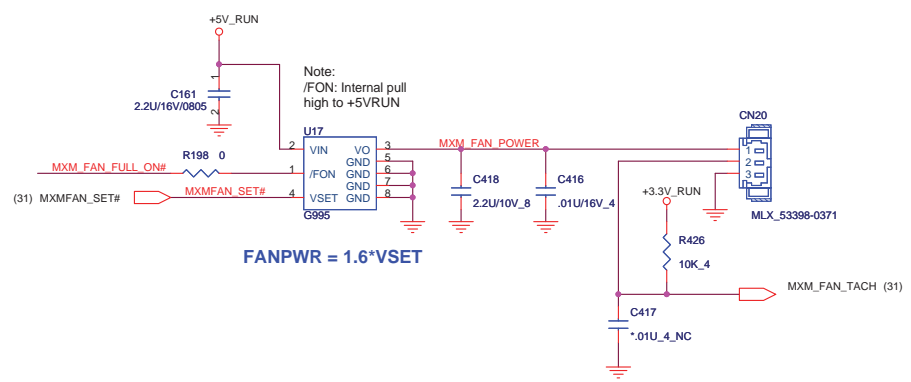 +5V_RUN
1
C161
2.2U/16V/0805
2
Note:
/FON: Internal pull
high to +5VRUN
U17
2 VIN VO 3
GND 5
1 /FON GND 6
GND 7
4 VSET GND 8
G995
MXM_FAN_FULL_ON#
R198 0
(31) MXMFAN_SET#
MXMFAN_SET#
FANPWR = 1.6*VSET
MXM_FAN_POWER
C418
2.2U/10V_8
C416
.01U/16V_4
CN20
1
2
3
MLX_53398-0371
+3.3V_RUN
R426
10K_4
MXM_FAN_TACH (31)
C417
*.01U_4_NC